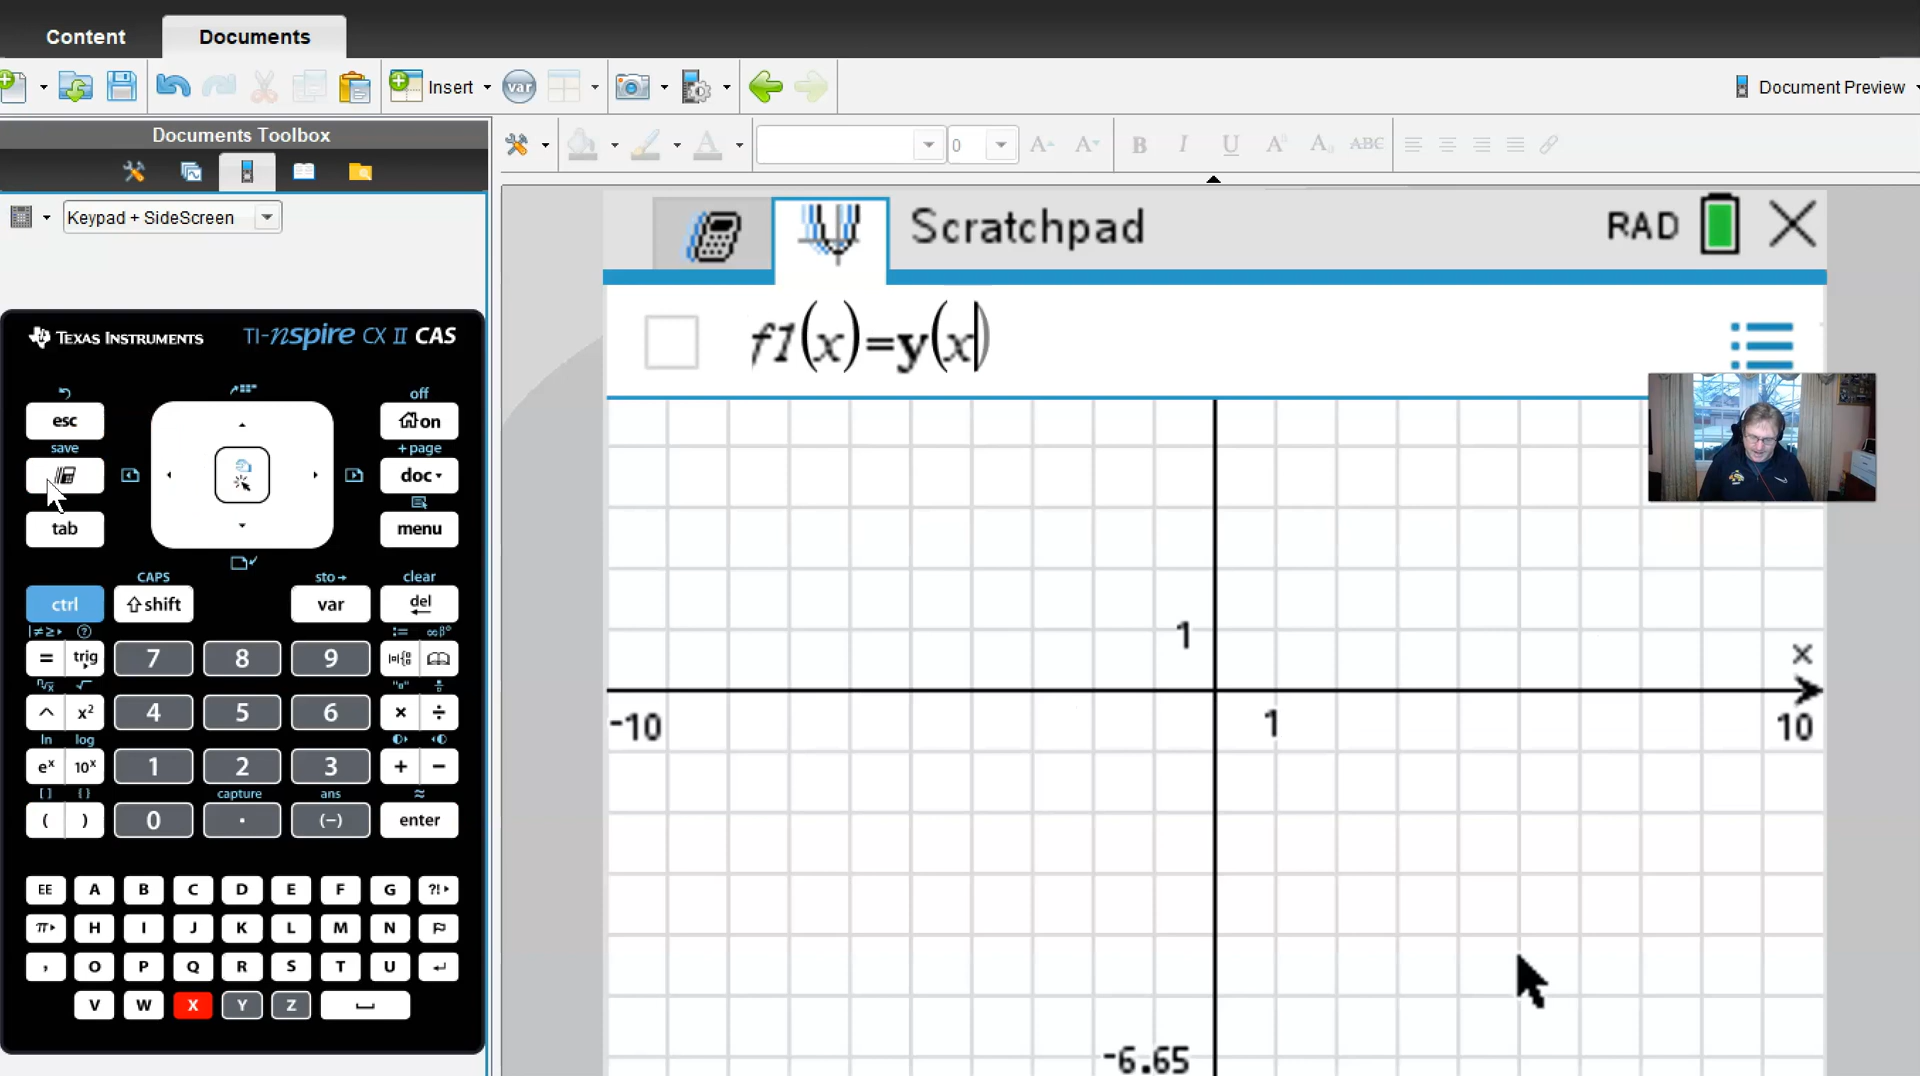 Content Documents
Insert var Document Preview
Documents Toolbox
0 A A B I U A A ABC
Keypad + SideScreen
Scratchpad RAD
f1(x)=y(x)
TEXAS INSTRUMENTS TI-nspire CX II CAS
off
esc on
save + page
doc
tab menu
CAPS sto→ clear
ctrl shift var del
|≠≥▸ ? := ∞β°
= trig 7 8 9
ⁿ√x √ "o" ÷
^ x² 4 5 6 × ÷
ln log
eˣ 10ˣ 1 2 3 + −
[ ] { } capture ans ≈
( ) 0 . (−) enter
EE A B C D E F G ?!▸
π▸ H I J K L M N
, O P Q R S T U
V W X Y Z
1
x
-10 1 10
-6.65